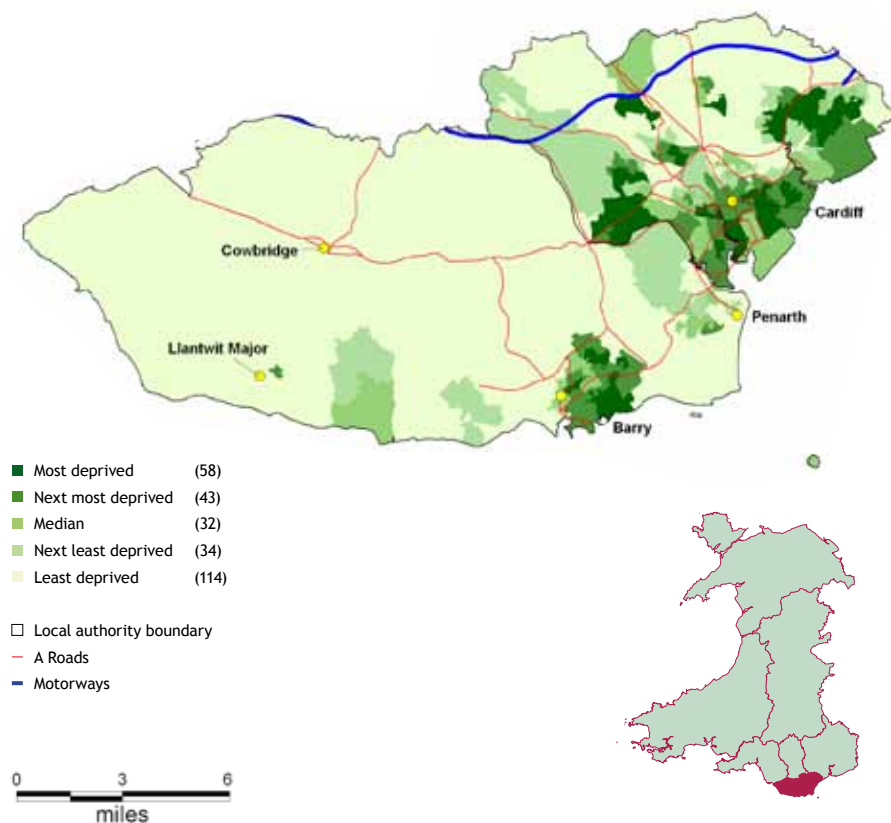 Cardiff
Cowbridge
Penarth
Llantwit Major
Barry
Most deprived (58)
Next most deprived (43)
Median (32)
Next least deprived (34)
Least deprived (114)
Local authority boundary
A Roads
Motorways
0 3 6
miles